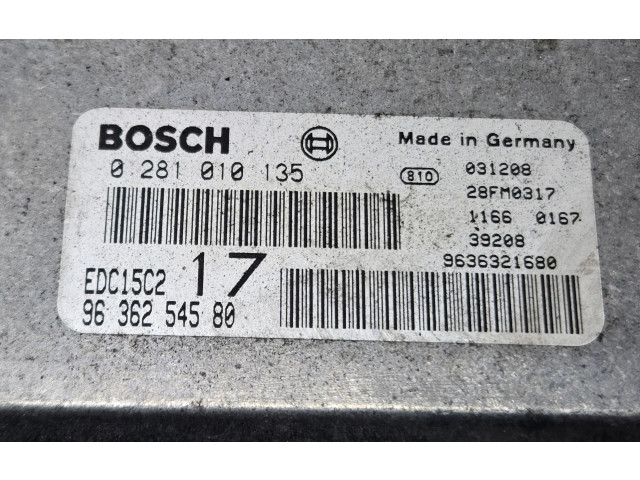 BOSCH Made in Germany
0 281 010 135 810 031208
28FM0317
1166 0167
39208
9636321680
EDC15C2 17
96 362 545 80